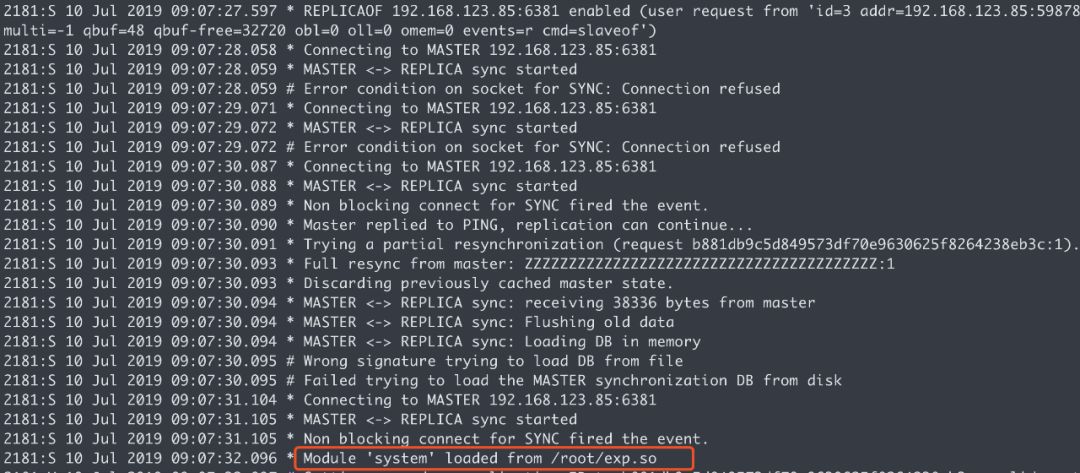 2181:S 10 Jul 2019 09:07:27.597 * REPLICAOF 192.168.123.85:6381 enabled (user request from 'id=3 addr=192.168.123.85:59878
multi=-1 qbuf=48 qbuf-free=32720 obl=0 oll=0 omem=0 events=r cmd=slaveof')
2181:S 10 Jul 2019 09:07:28.058 * Connecting to MASTER 192.168.123.85:6381
2181:S 10 Jul 2019 09:07:28.059 * MASTER <-> REPLICA sync started
2181:S 10 Jul 2019 09:07:28.059 # Error condition on socket for SYNC: Connection refused
2181:S 10 Jul 2019 09:07:29.071 * Connecting to MASTER 192.168.123.85:6381
2181:S 10 Jul 2019 09:07:29.072 * MASTER <-> REPLICA sync started
2181:S 10 Jul 2019 09:07:29.072 # Error condition on socket for SYNC: Connection refused
2181:S 10 Jul 2019 09:07:30.087 * Connecting to MASTER 192.168.123.85:6381
2181:S 10 Jul 2019 09:07:30.088 * MASTER <-> REPLICA sync started
2181:S 10 Jul 2019 09:07:30.089 * Non blocking connect for SYNC fired the event.
2181:S 10 Jul 2019 09:07:30.090 * Master replied to PING, replication can continue...
2181:S 10 Jul 2019 09:07:30.091 * Trying a partial resynchronization (request b881db9c5d849573df70e9630625f8264238eb3c:1).
2181:S 10 Jul 2019 09:07:30.093 * Full resync from master: ZZZZZZZZZZZZZZZZZZZZZZZZZZZZZZZZZZZZZZZZ:1
2181:S 10 Jul 2019 09:07:30.093 * Discarding previously cached master state.
2181:S 10 Jul 2019 09:07:30.094 * MASTER <-> REPLICA sync: receiving 38336 bytes from master
2181:S 10 Jul 2019 09:07:30.094 * MASTER <-> REPLICA sync: Flushing old data
2181:S 10 Jul 2019 09:07:30.094 * MASTER <-> REPLICA sync: Loading DB in memory
2181:S 10 Jul 2019 09:07:30.095 # Wrong signature trying to load DB from file
2181:S 10 Jul 2019 09:07:30.095 # Failed trying to load the MASTER synchronization DB from disk
2181:S 10 Jul 2019 09:07:31.104 * Connecting to MASTER 192.168.123.85:6381
2181:S 10 Jul 2019 09:07:31.105 * MASTER <-> REPLICA sync started
2181:S 10 Jul 2019 09:07:31.105 * Non blocking connect for SYNC fired the event.
2181:S 10 Jul 2019 09:07:32.096 * Module 'system' loaded from /root/exp.so